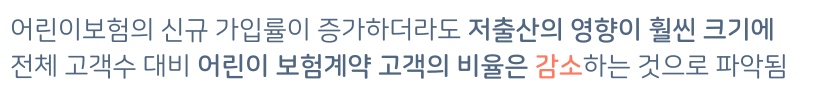 어린이보험의 신규 가입률이 증가하더라도 저출산의 영향이 훨씬 크기에
전체 고객수 대비 어린이 보험계약 고객의 비율은 감소하는 것으로 파악됨